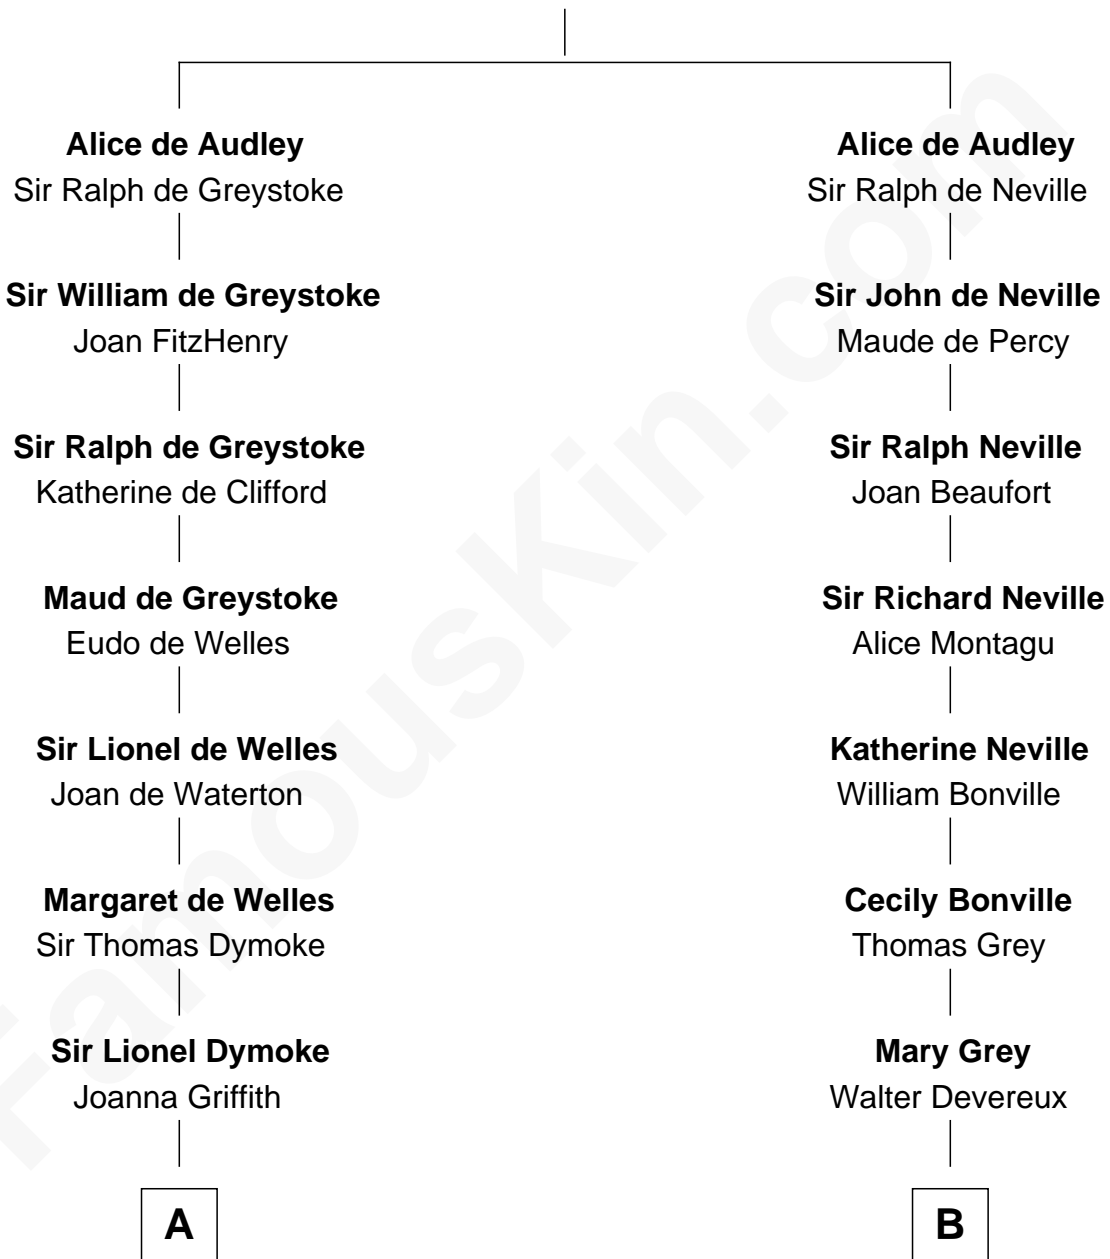 Alice de Audley
Sir Ralph de Greystoke
Sir William de Greystoke
Joan FitzHenry
Sir Ralph de Greystoke
Katherine de Clifford
Maud de Greystoke
Eudo de Welles
Sir Lionel de Welles
Joan de Waterton
Margaret de Welles
Sir Thomas Dymoke
Sir Lionel Dymoke
Joanna Griffith
A
Alice de Audley
Sir Ralph de Neville
Sir John de Neville
Maude de Percy
Sir Ralph Neville
Joan Beaufort
Sir Richard Neville
Alice Montagu
Katherine Neville
William Bonville
Cecily Bonville
Thomas Grey
Mary Grey
Walter Devereux
B
FamousKin.com